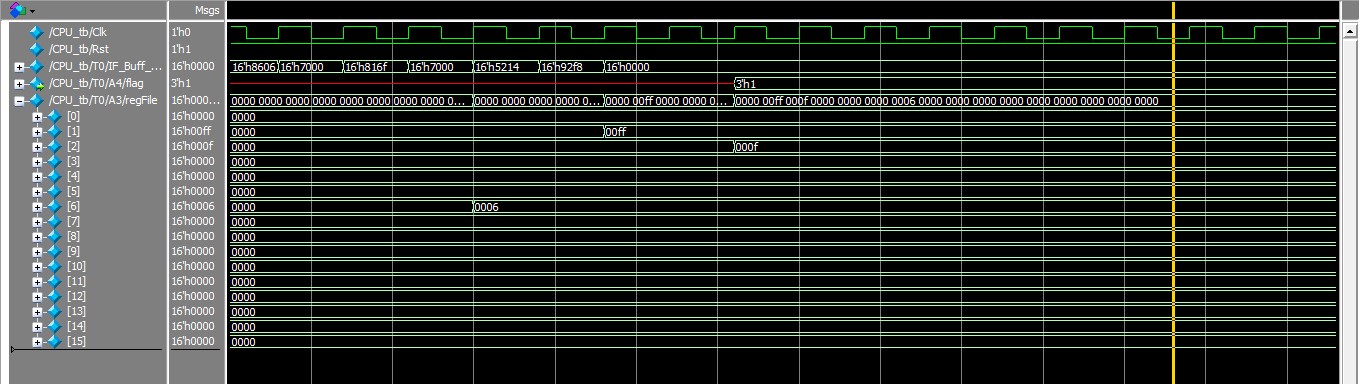 Msgs
/CPU_tb/Clk 1'h0
/CPU_tb/Rst 1'h1
/CPU_tb/T0/IF_Buff_... 16'h0000 16'h8606 16'h7000 16'h816f 16'h7000 16'h5214 16'h92f8 16'h0000
/CPU_tb/T0/A4/flag 3'h1 3'h1
/CPU_tb/T0/A3/regFile 16'h000... 0000 0000 0000 0000 0000 0000 0... 0000 0000 0000 0... 0000 00ff 0000 0000 0... 0000 00ff 000f 0000 0000 0000 0006 0000 0000 0000 0000 0000 0000 0000 0000 0000
[0] 16'h0000 0000
[1] 16'h00ff 0000 00ff
[2] 16'h000f 0000 000f
[3] 16'h0000 0000
[4] 16'h0000 0000
[5] 16'h0000 0000
[6] 16'h0006 0000 0006
[7] 16'h0000 0000
[8] 16'h0000 0000
[9] 16'h0000 0000
[10] 16'h0000 0000
[11] 16'h0000 0000
[12] 16'h0000 0000
[13] 16'h0000 0000
[14] 16'h0000 0000
[15] 16'h0000 0000